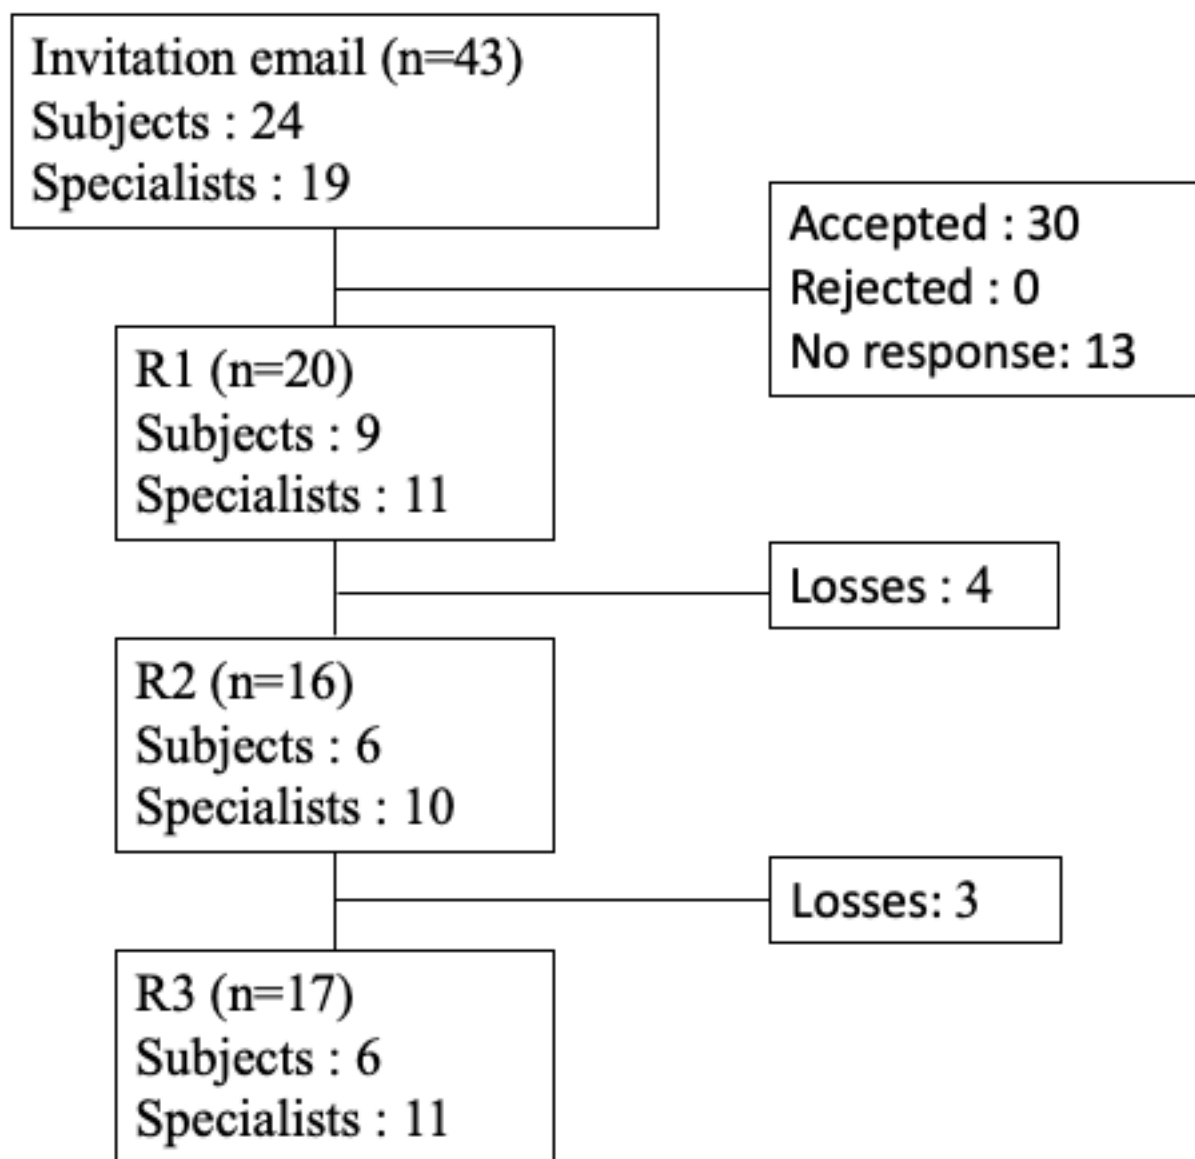 Invitation email (n=43)
Subjects : 24
Specialists : 19
Accepted : 30
Rejected : 0
No response: 13
R1 (n=20)
Subjects : 9
Specialists : 11
Losses : 4
R2 (n=16)
Subjects : 6
Specialists : 10
Losses: 3
R3 (n=17)
Subjects : 6
Specialists : 11